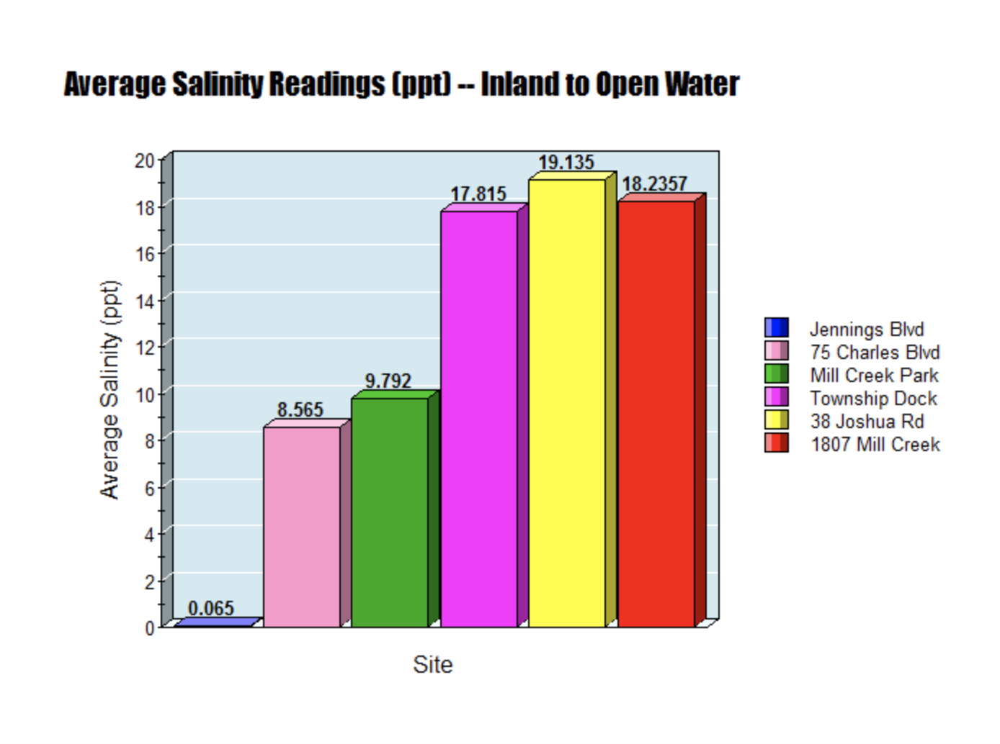 Average Salinity Readings (ppt) -- Inland to Open Water
20
18
16
14
12
10
8
6
4
2
0
Average Salinity (ppt)
0.065
8.565
9.792
17.815
19.135
18.2357
Site
Jennings Blvd
75 Charles Blvd
Mill Creek Park
Township Dock
38 Joshua Rd
1807 Mill Creek